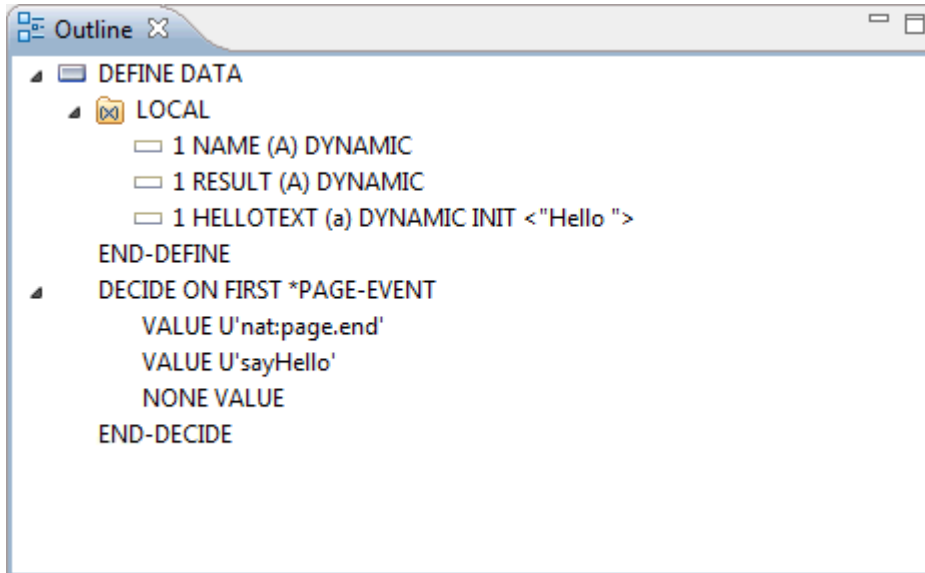 Outline
DEFINE DATA
LOCAL
1 NAME (A) DYNAMIC
1 RESULT (A) DYNAMIC
1 HELLOTEXT (a) DYNAMIC INIT <"Hello ">
END-DEFINE
DECIDE ON FIRST *PAGE-EVENT
VALUE U'nat:page.end'
VALUE U'sayHello'
NONE VALUE
END-DECIDE